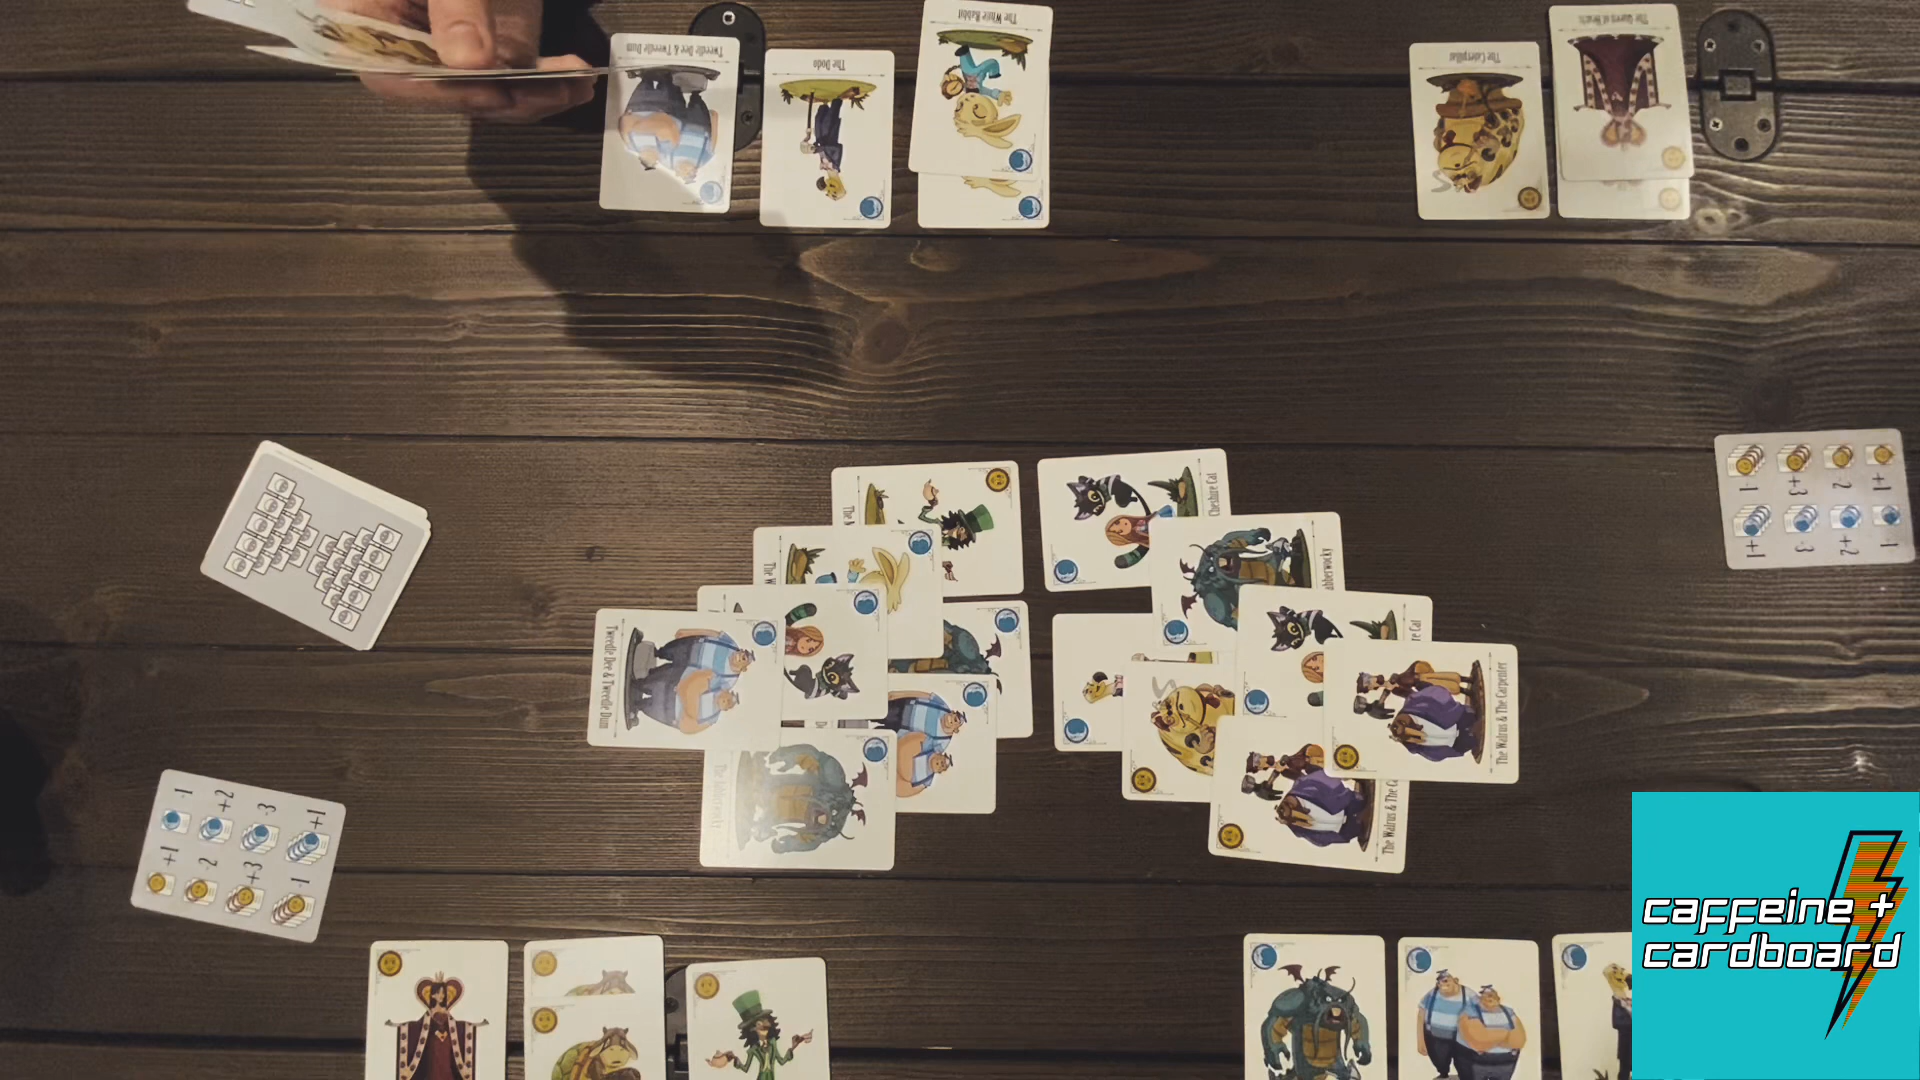 Tweedle Dee & Tweedle Dum
The Dodo
The White Rabbit
The Caterpillar
The Queen of Hearts
-1
+3
-2
+1
+1
-3
+2
-1
Cheshire Cat
Tweedle Dee & Tweedle Dum
The Walrus & The Carpenter
The Walrus & The C
-1
+2
-3
+1
+1
-2
+3
-1
caffeine +
cardboard